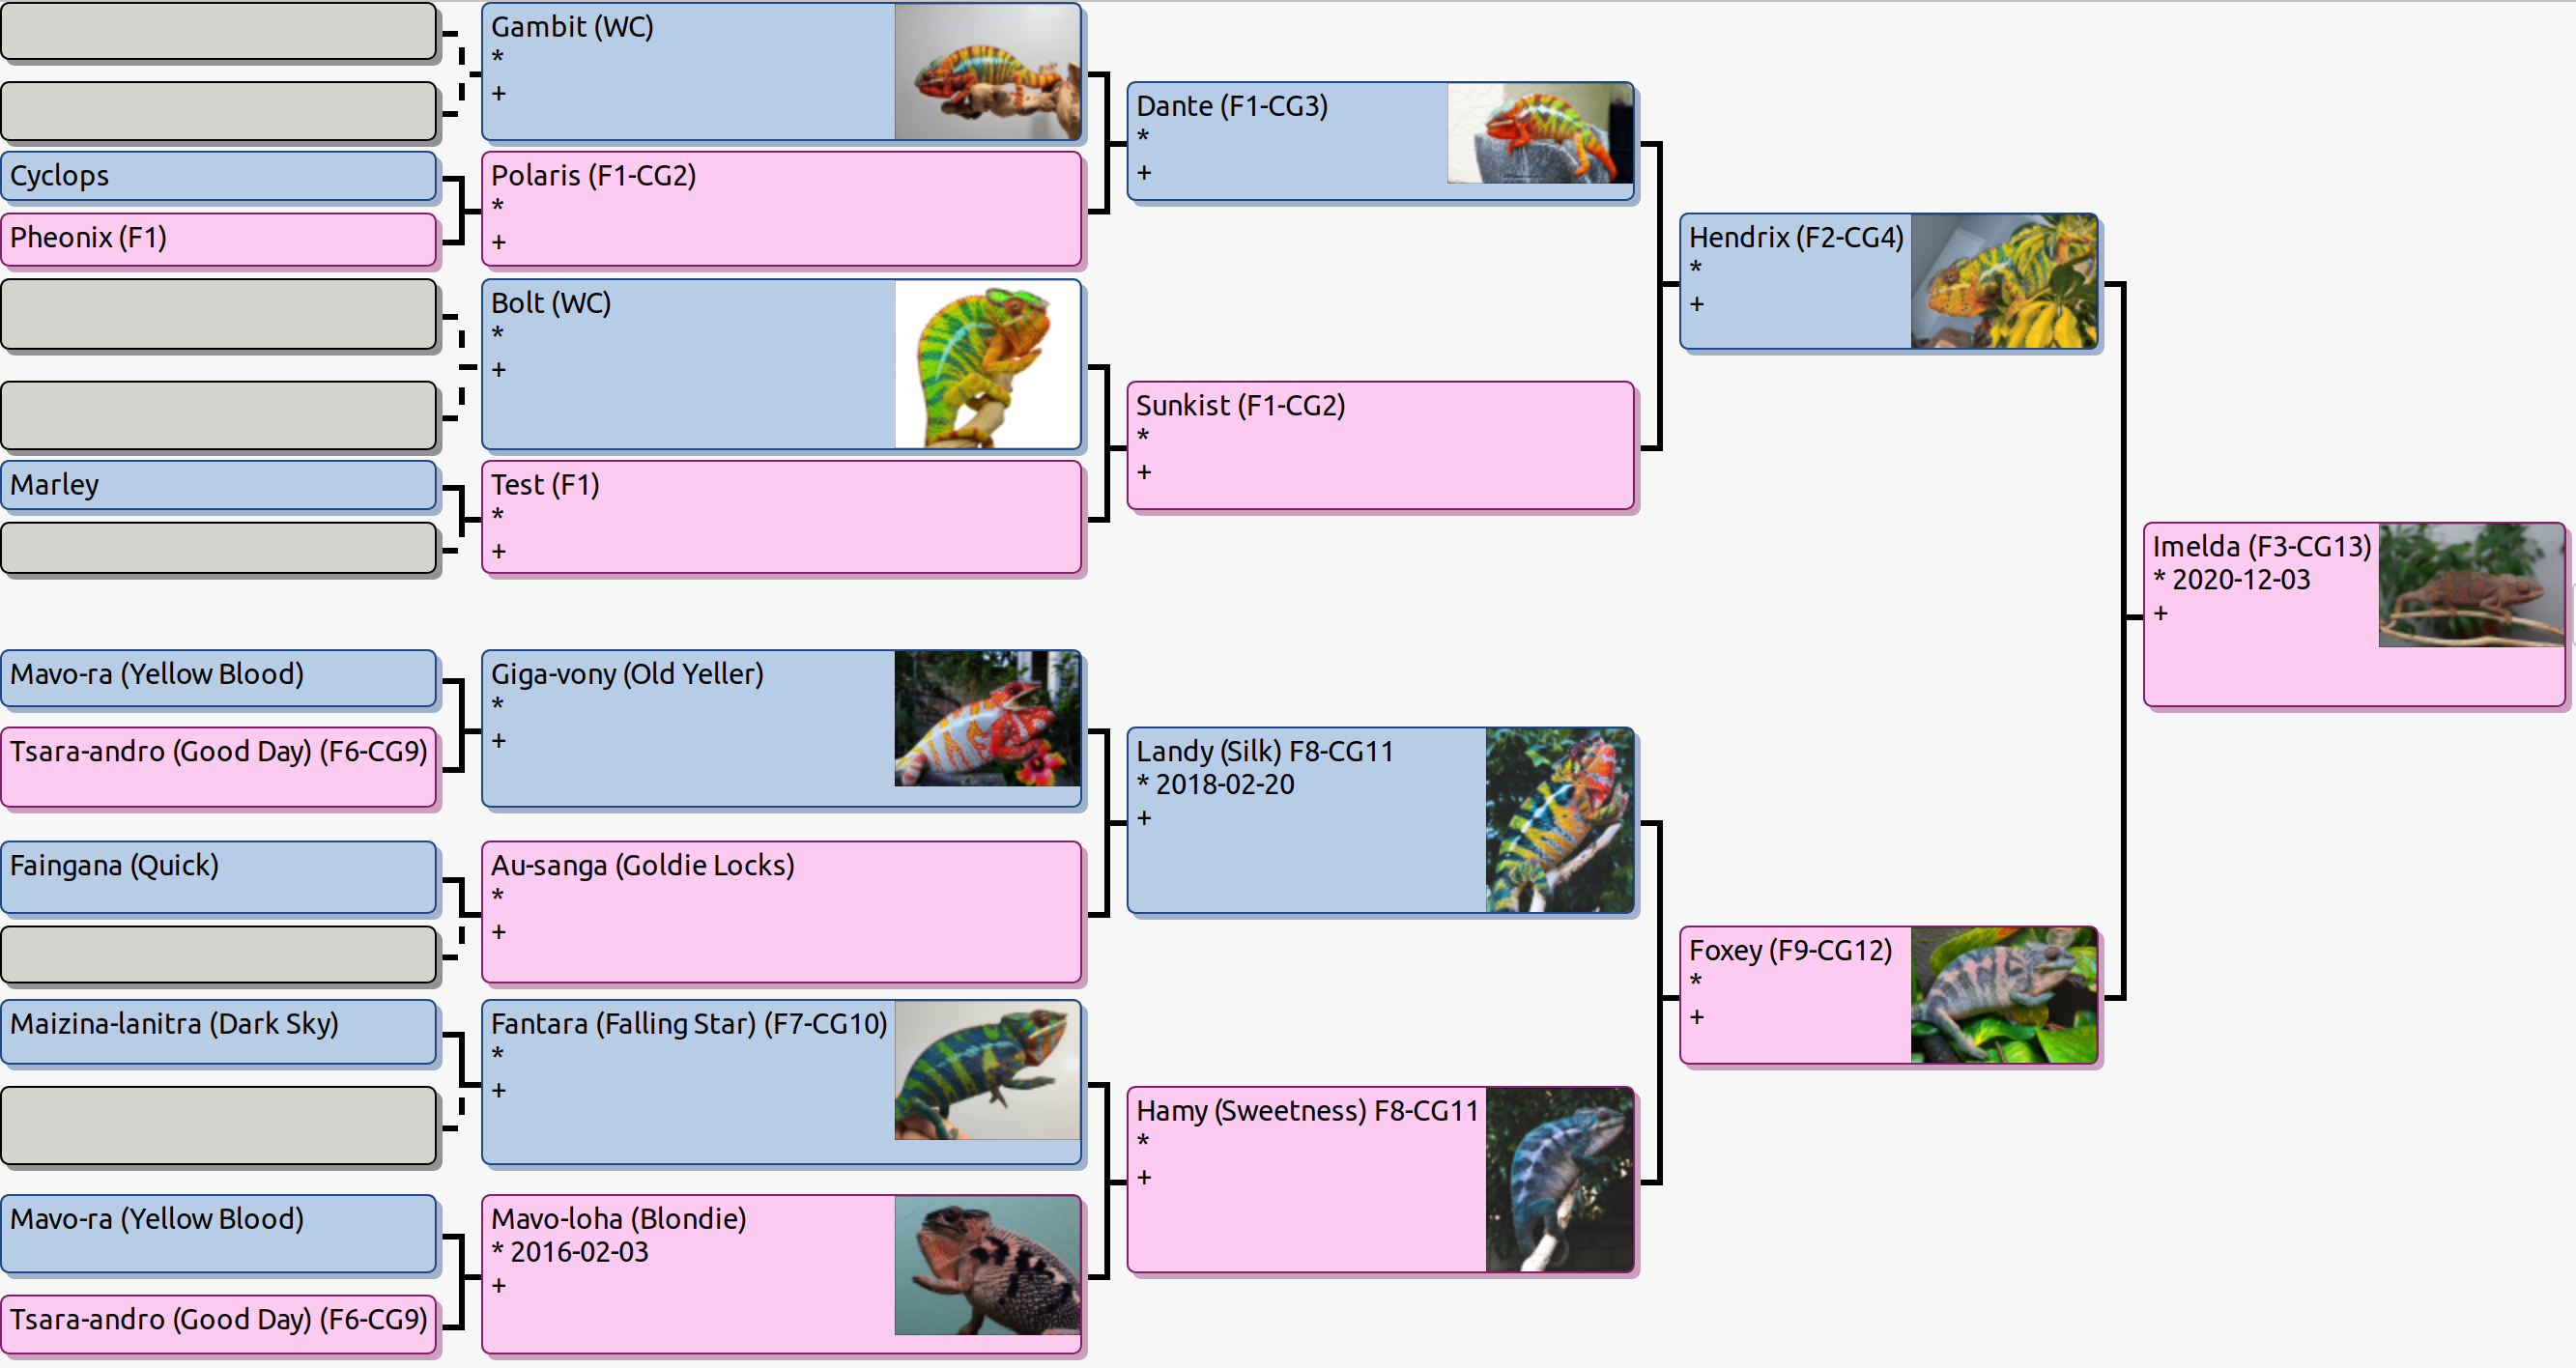 Gambit (WC)
*
+
Cyclops
Pheonix (F1)
Polaris (F1-CG2)
*
+
Bolt (WC)
*
+
Marley
Test (F1)
*
+
Mavo-ra (Yellow Blood)
Tsara-andro (Good Day) (F6-CG9)
Giga-vony (Old Yeller)
*
+
Faingana (Quick)
Au-sanga (Goldie Locks)
*
+
Maizina-lanitra (Dark Sky)
Fantara (Falling Star) (F7-CG10)
*
+
Mavo-ra (Yellow Blood)
Tsara-andro (Good Day) (F6-CG9)
Mavo-loha (Blondie)
* 2016-02-03
+
Dante (F1-CG3)
*
+
Sunkist (F1-CG2)
*
+
Landy (Silk) F8-CG11
* 2018-02-20
+
Hamy (Sweetness) F8-CG11
*
+
Hendrix (F2-CG4)
*
+
Foxey (F9-CG12)
*
+
Imelda (F3-CG13)
* 2020-12-03
+